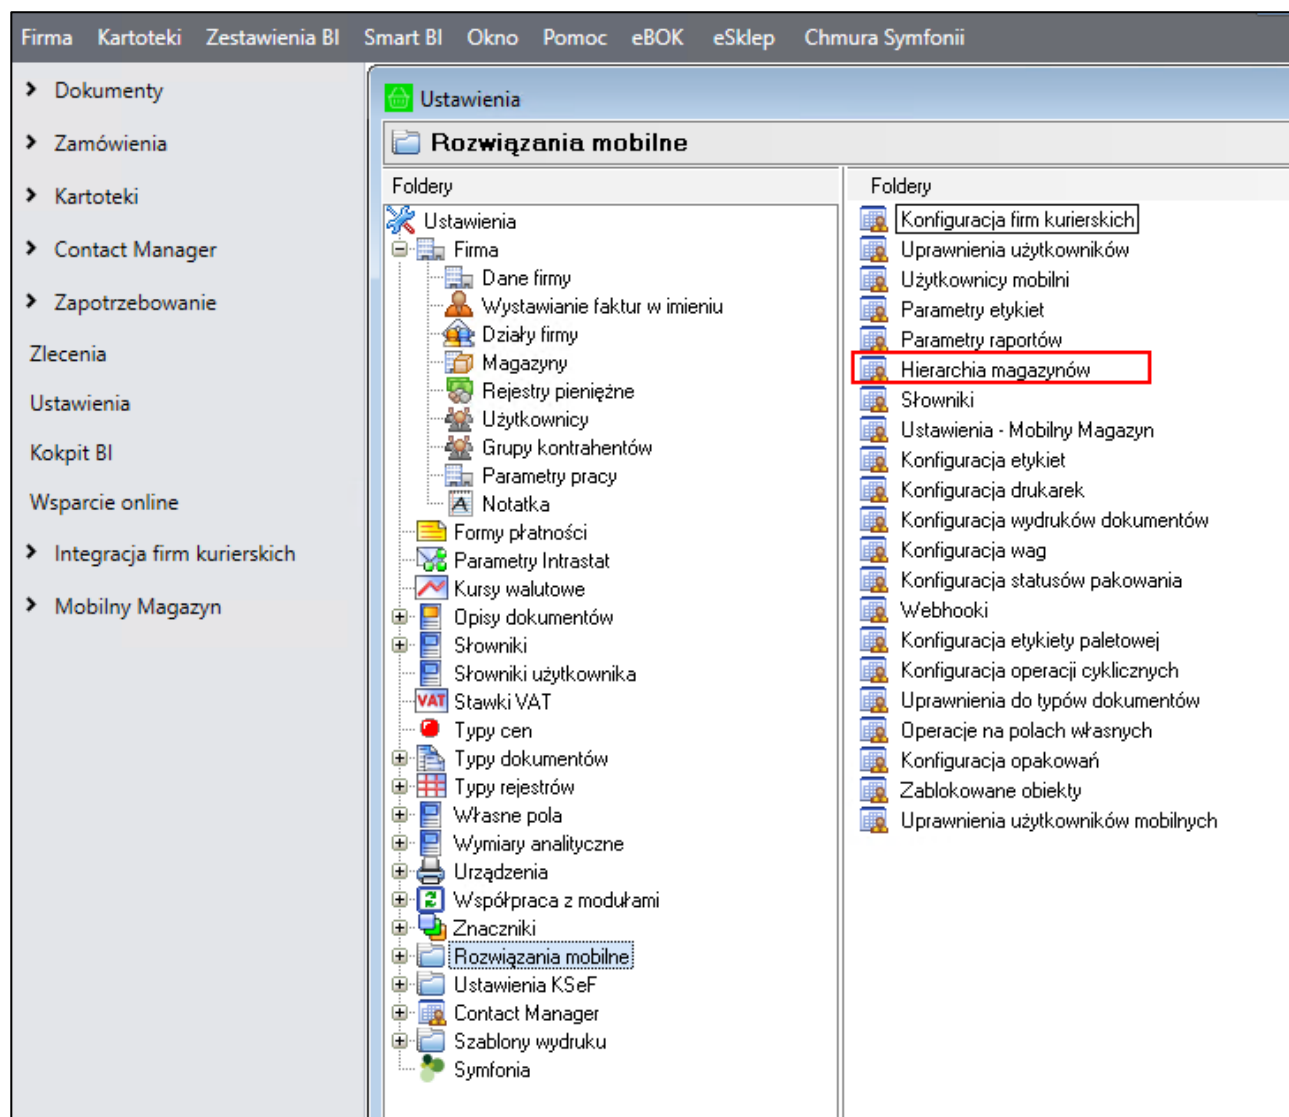 Firma Kartoteki Zestawienia BI Smart BI Okno Pomoc eBOK eSklep Chmura Symfonii
Dokumenty
Zamówienia
Kartoteki
Contact Manager
Zapotrzebowanie
Zlecenia
Ustawienia
Kokpit BI
Wsparcie online
Integracja firm kurierskich
Mobilny Magazyn
Ustawienia
Rozwiązania mobilne
Foldery
Ustawienia
Firma
Dane firmy
Wystawianie faktur w imieniu
Działy firmy
Magazyny
Rejestry pieniężne
Użytkownicy
Grupy kontrahentów
Parametry pracy
Notatka
Formy płatności
Parametry Intrastat
Kursy walutowe
Opisy dokumentów
Słowniki
Słowniki użytkownika
VAT Stawki VAT
Typy cen
Typy dokumentów
Typy rejestrów
Własne pola
Wymiary analityczne
Urządzenia
Współpraca z modułami
Znaczniki
Rozwiązania mobilne
Ustawienia KSeF
Contact Manager
Szablony wydruku
Symfonia
Foldery
Konfiguracja firm kurierskich
Uprawnienia użytkowników
Użytkownicy mobilni
Parametry etykiet
Parametry raportów
Hierarchia magazynów
Słowniki
Ustawienia - Mobilny Magazyn
Konfiguracja etykiet
Konfiguracja drukarek
Konfiguracja wydruków dokumentów
Konfiguracja wag
Konfiguracja statusów pakowania
Webhooki
Konfiguracja etykiety paletowej
Konfiguracja operacji cyklicznych
Uprawnienia do typów dokumentów
Operacje na polach własnych
Konfiguracja opakowań
Zablokowane obiekty
Uprawnienia użytkowników mobilnych